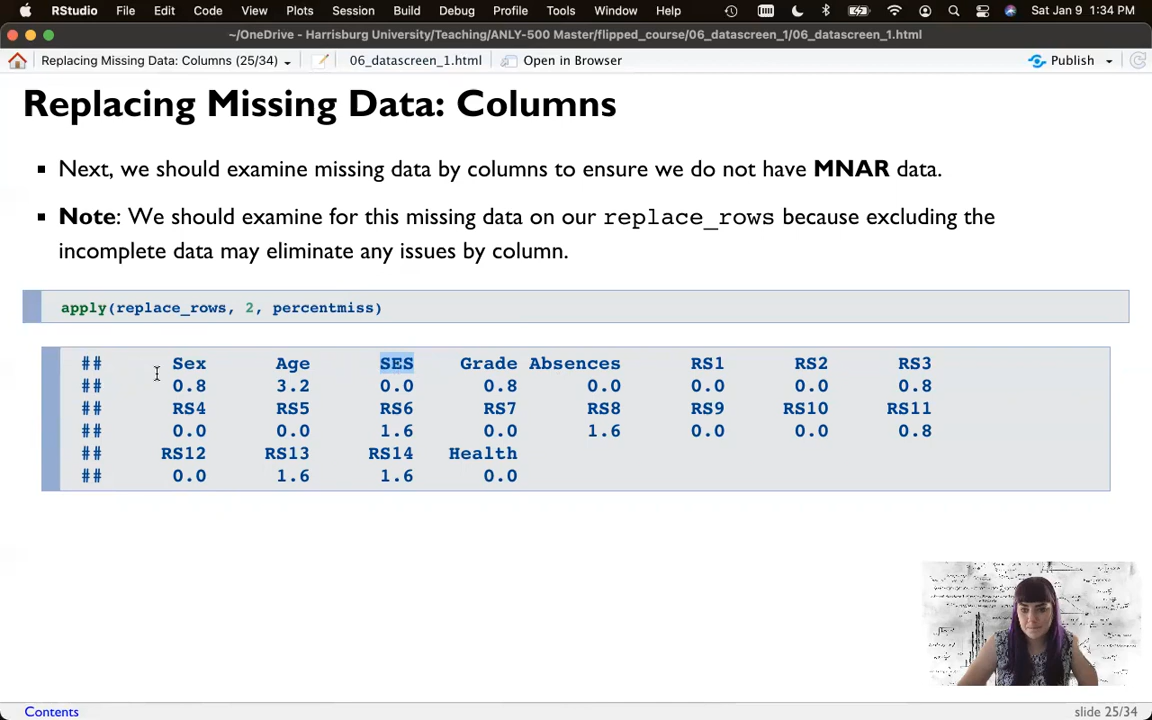 RStudio File Edit Code View Plots Session Build Debug Profile Tools Window Help Sat Jan 9 1:34 PM
~/OneDrive - Harrisburg University/Teaching/ANLY-500 Master/flipped_course/06_datascreen_1/06_datascreen_1.html
Replacing Missing Data: Columns (25/34) 06_datascreen_1.html Open in Browser Publish
Replacing Missing Data: Columns
Next, we should examine missing data by columns to ensure we do not have MNAR data.
Note: We should examine for this missing data on our replace_rows because excluding the
incomplete data may eliminate any issues by column.
apply(replace_rows, 2, percentmiss)
## Sex Age SES Grade Absences RS1 RS2 RS3
## 0.8 3.2 0.0 0.8 0.0 0.0 0.0 0.8
## RS4 RS5 RS6 RS7 RS8 RS9 RS10 RS11
## 0.0 0.0 1.6 0.0 1.6 0.0 0.0 0.8
## RS12 RS13 RS14 Health
## 0.0 1.6 1.6 0.0
Contents slide 25/34